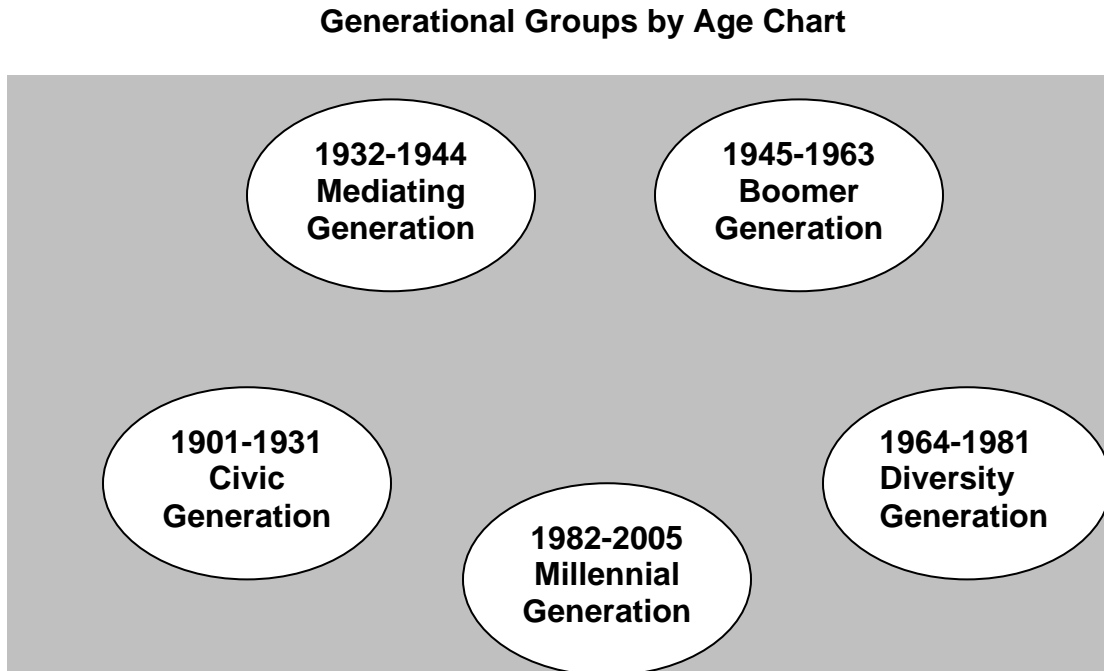 Generational Groups by Age Chart
1932-1944
Mediating
Generation
1945-1963
Boomer
Generation
1901-1931
Civic
Generation
1964-1981
Diversity
Generation
1982-2005
Millennial
Generation